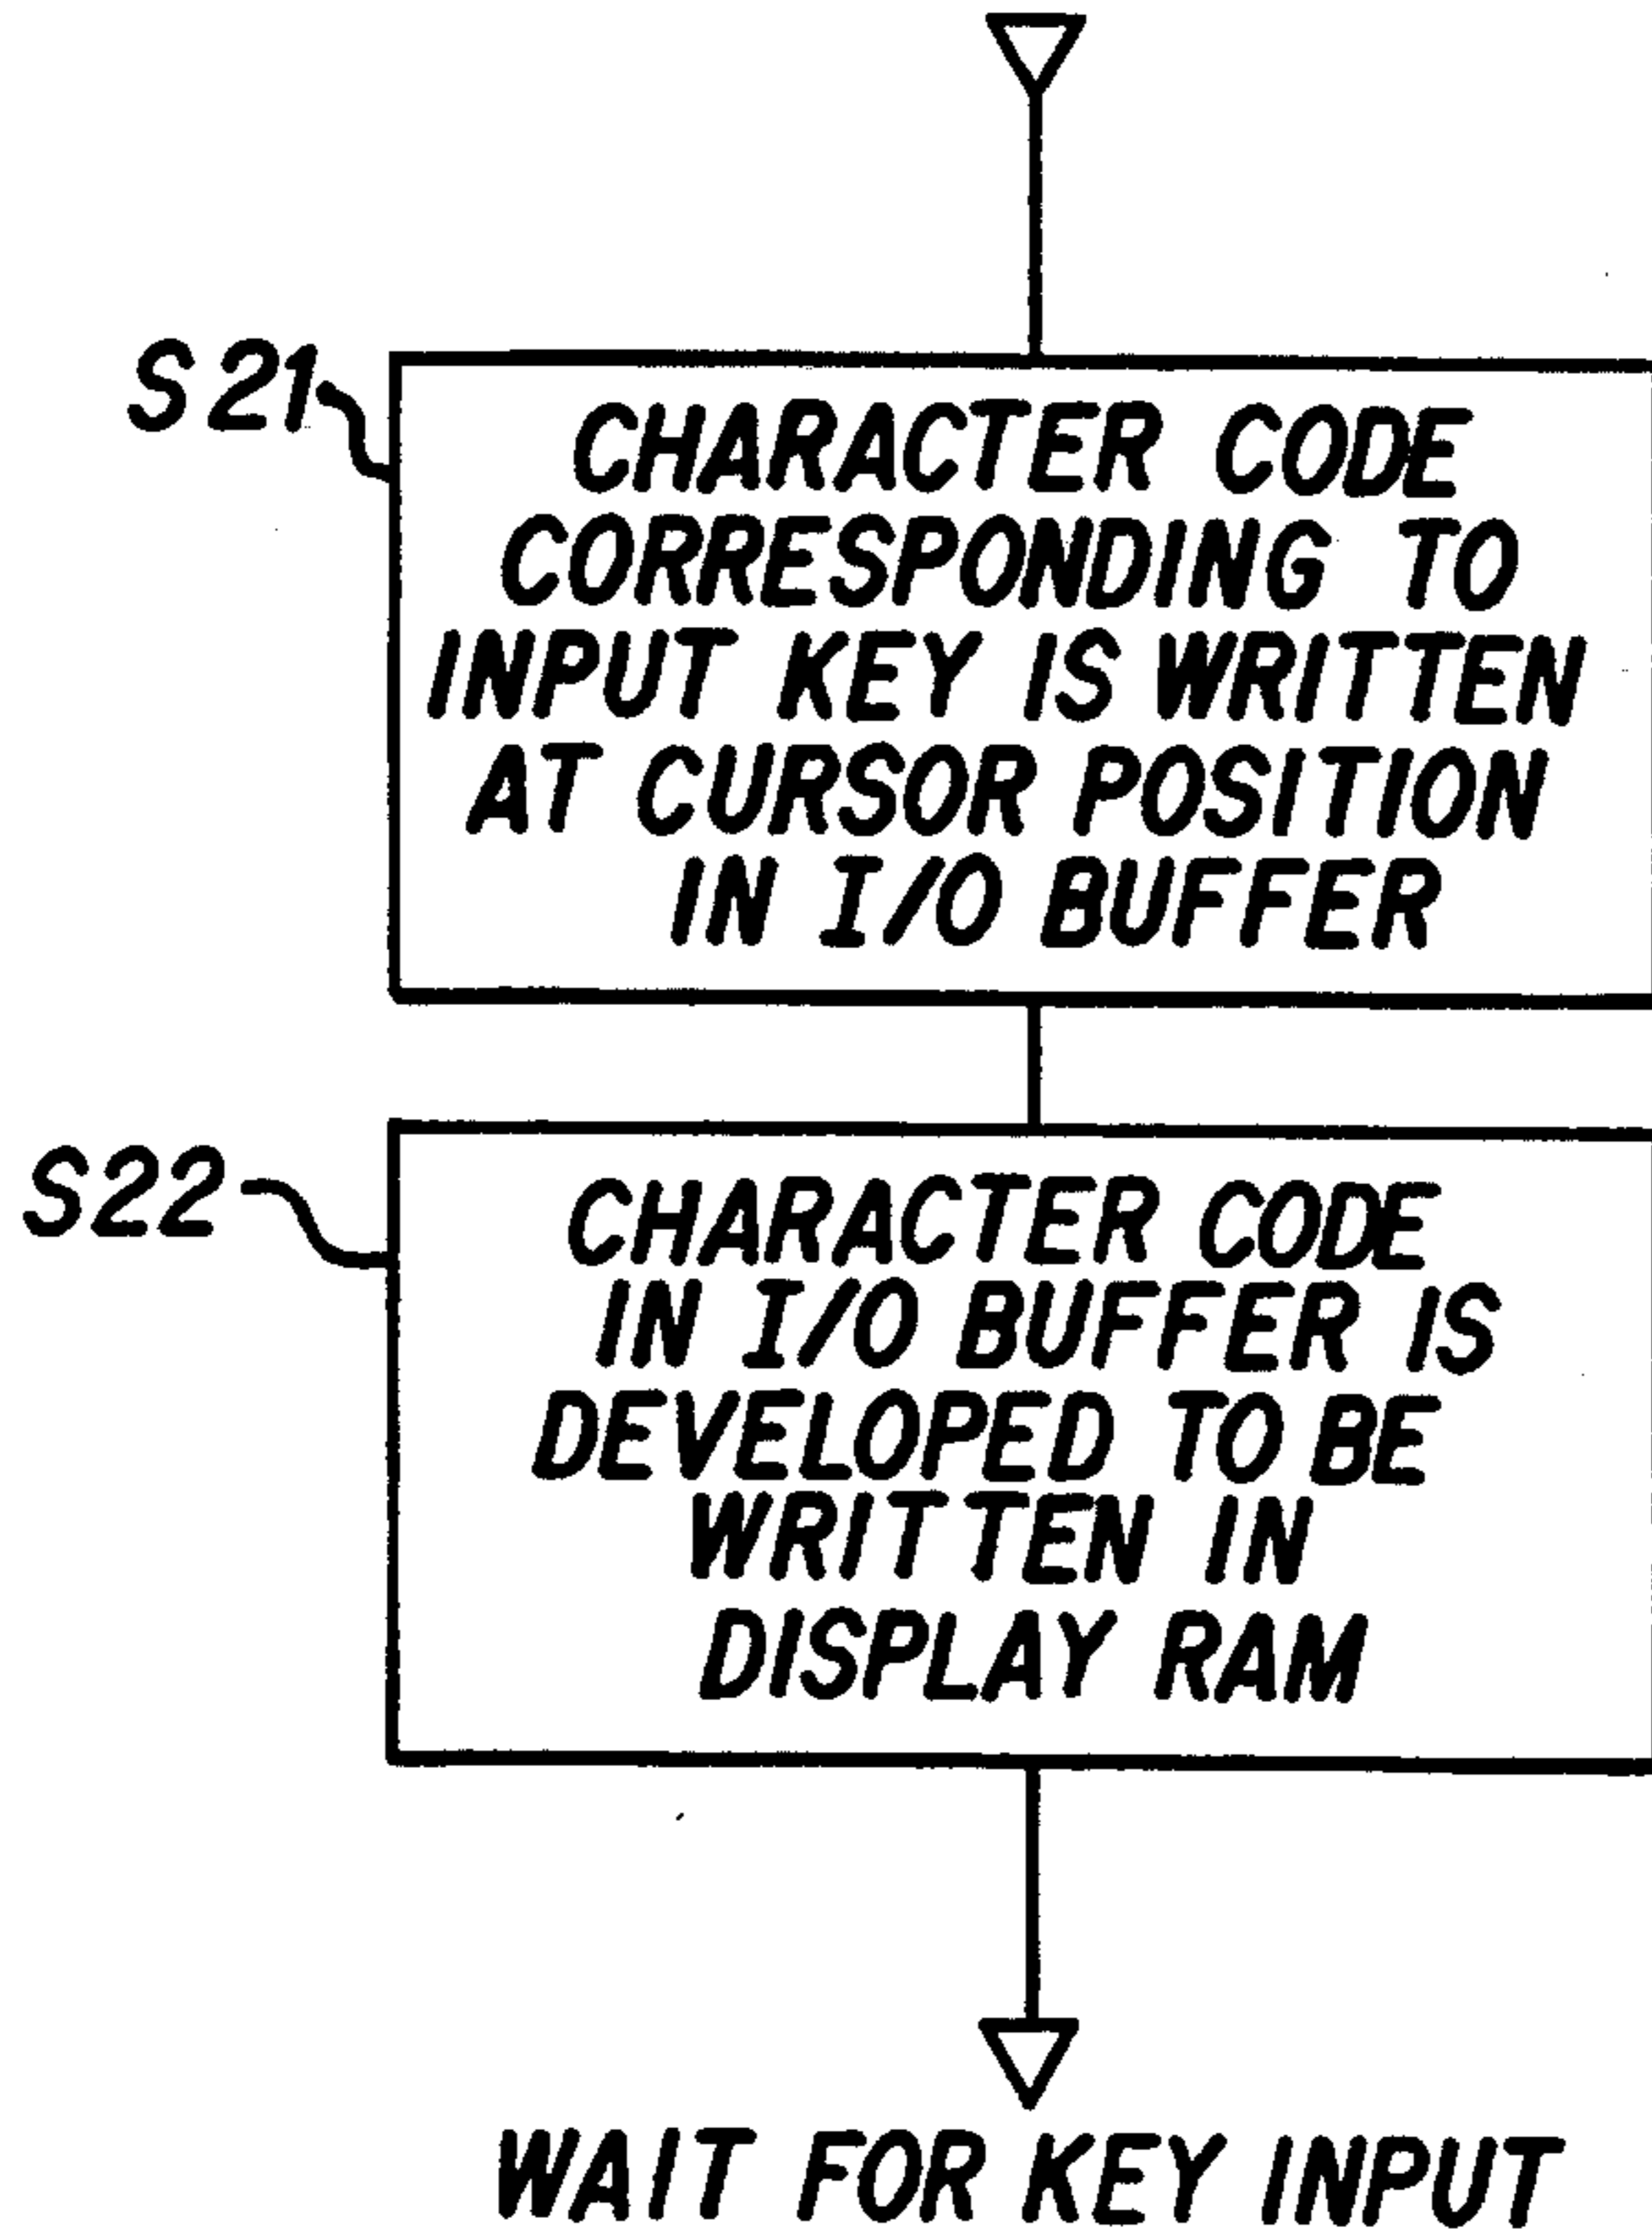 S21
CHARACTER CODE
CORRESPONDING TO
INPUT KEY IS WRITTEN
AT CURSOR POSITION
IN I/O BUFFER
S22
CHARACTER CODE
IN I/O BUFFER IS
DEVELOPED TO BE
WRITTEN IN
DISPLAY RAM
WAIT FOR KEY INPUT